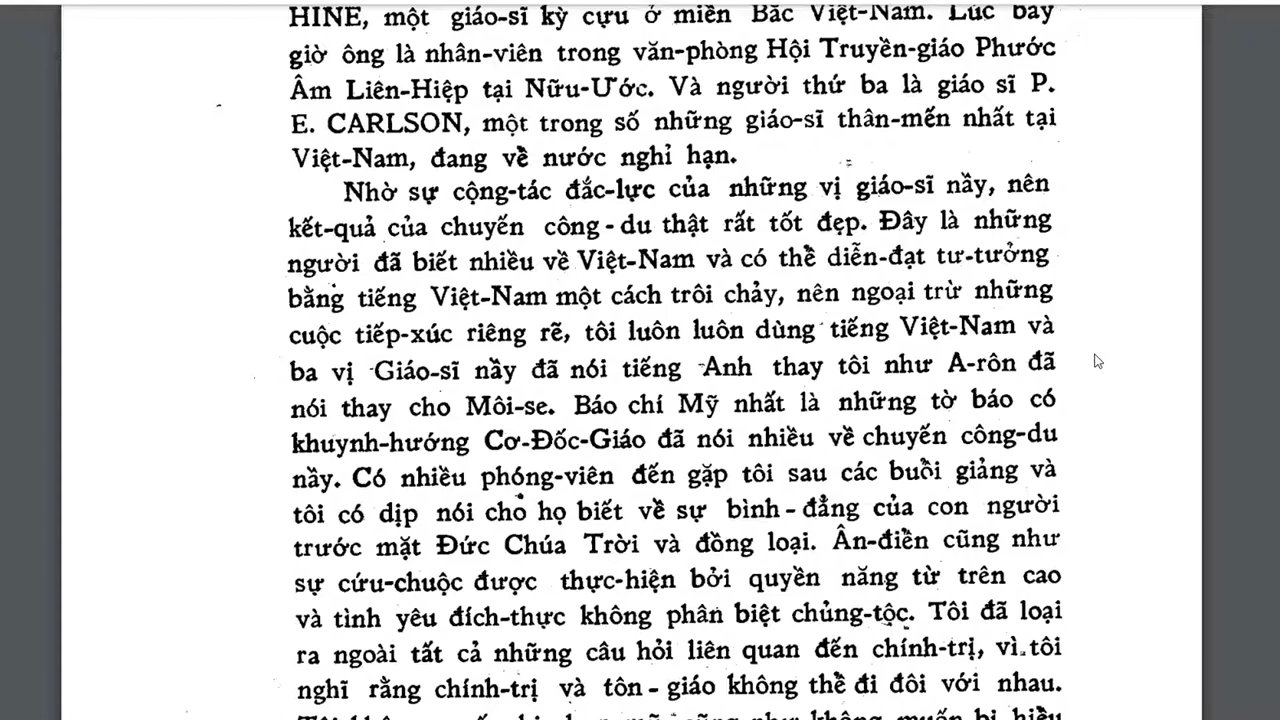 HINE, một giáo-sĩ kỳ cựu ở miền Bắc Việt-Nam. Lúc bấy
giờ ông là nhân-viên trong văn-phòng Hội Truyền-giáo Phước
Âm Liên-Hiệp tại Nữu-Ước. Và người thứ ba là giáo sĩ P.
E. CARLSON, một trong số những giáo-sĩ thân-mến nhất tại
Việt-Nam, đang về nước nghỉ hạn.
Nhờ sự cộng-tác đắc-lực của những vị giáo-sĩ nầy, nên
kết-quả của chuyến công-du thật rất tốt đẹp. Đây là những
người đã biết nhiều về Việt-Nam và có thể diễn-đạt tư-tưởng
bằng tiếng Việt-Nam một cách trôi chảy, nên ngoại trừ những
cuộc tiếp-xúc riêng rẽ, tôi luôn luôn dùng tiếng Việt-Nam và
ba vị Giáo-sĩ nầy đã nói tiếng Anh thay tôi như A-rôn đã
nói thay cho Môi-se. Báo chí Mỹ nhất là những tờ báo có
khuynh-hướng Cơ-Đốc-Giáo đã nói nhiều về chuyến công-du
nầy. Có nhiều phóng-viên đến gặp tôi sau các buổi giảng và
tôi có dịp nói cho họ biết về sự bình-đẳng của con người
trước mặt Đức Chúa Trời và đồng loại. Ân-điển cũng như
sự cứu-chuộc được thực-hiện bởi quyền năng từ trên cao
và tình yêu đích-thực không phân biệt chủng-tộc. Tôi đã loại
ra ngoài tất cả những câu hỏi liên quan đến chính-trị, vì tôi
nghĩ rằng chính-trị và tôn-giáo không thể đi đôi với nhau.